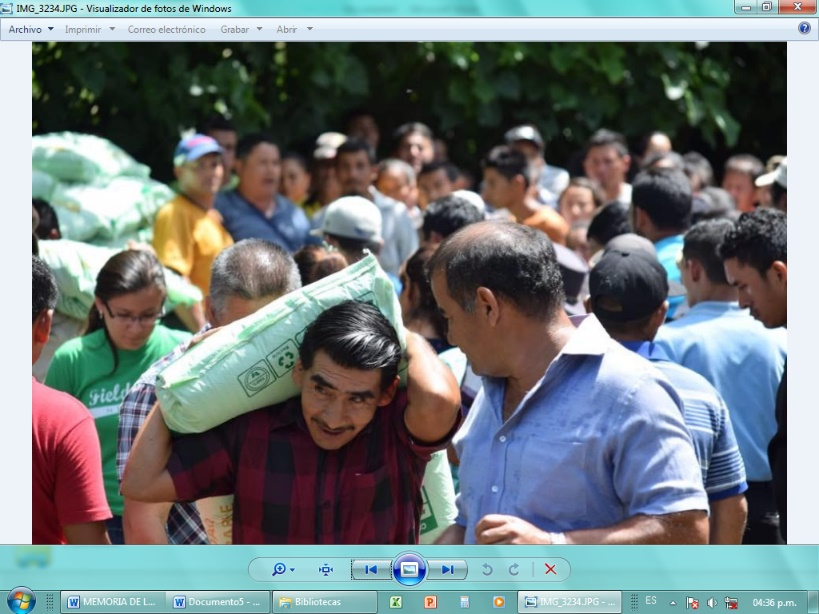 IMG_3234.JPG - Visualizador de fotos de Windows
Archivo Imprimir Correo electrónico Grabar Abrir
Field
MEMORIA DE L... Documento5 - ... Bibliotecas IMG_3234.JPG - ... ES 04:36 p.m.